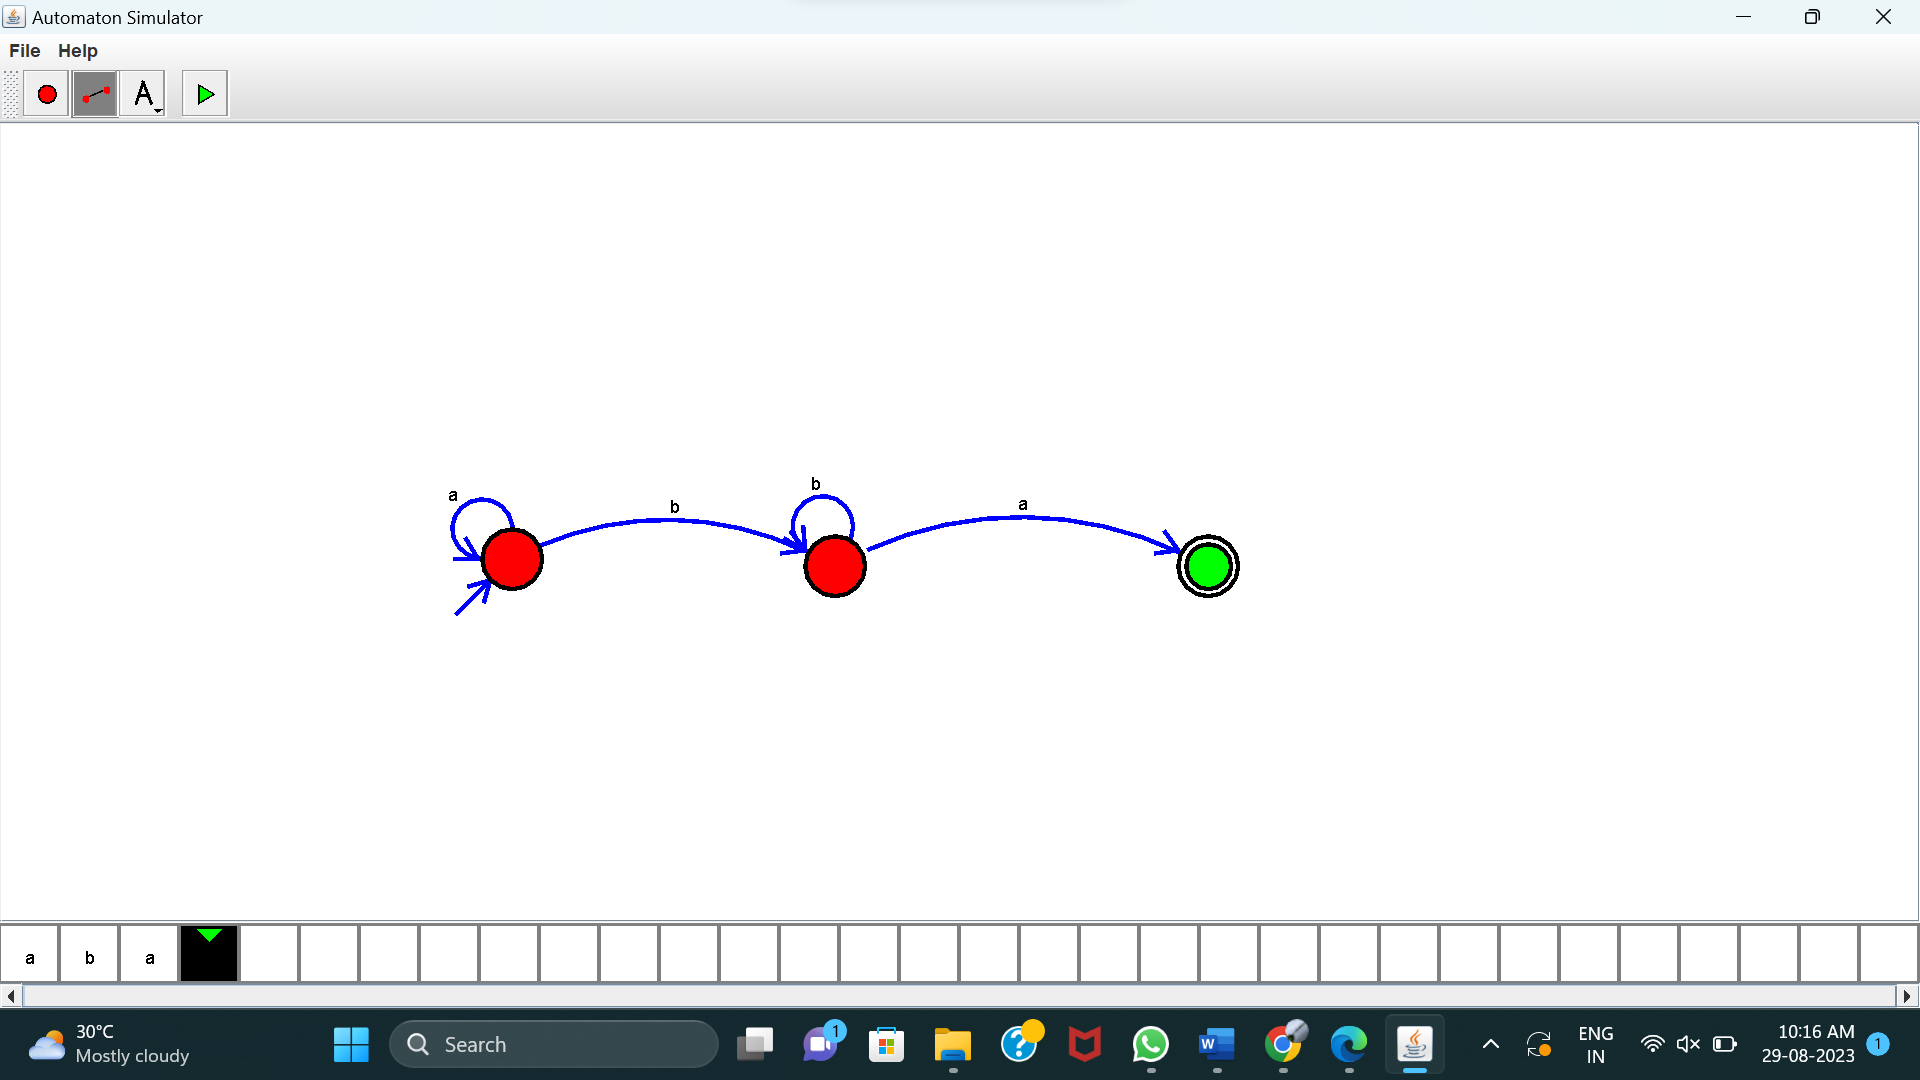 Automaton Simulator
File Help
A
a
b
b
a
a b a
30°C
Mostly cloudy
Search
1
W
ENG
IN
10:16 AM
29-08-2023
1